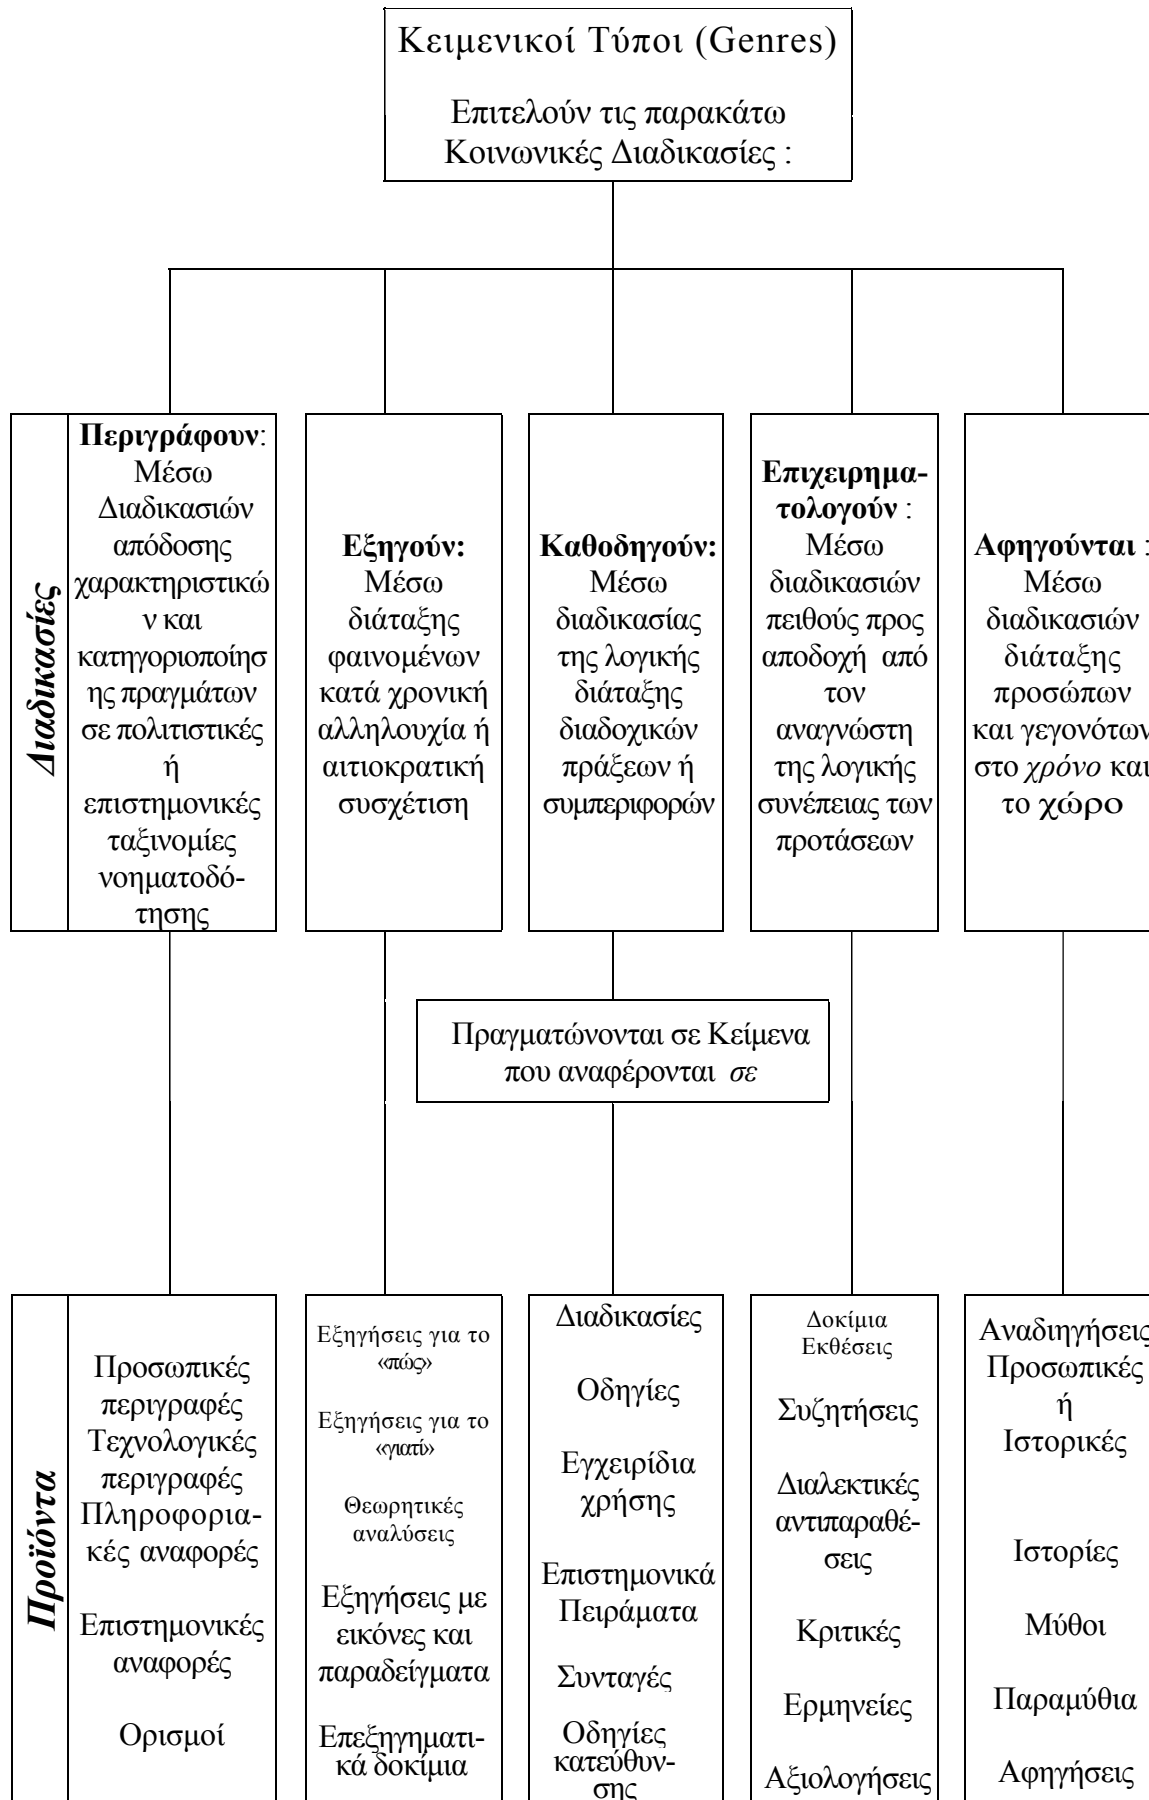 Κειμενικοί Τύποι (Genres)
Επιτελούν τις παρακάτω
Κοινωνικές Διαδικασίες :
Διαδικασίες
Περιγράφουν:
Μέσω
Διαδικασιών
απόδοσης
χαρακτηριστικώ
ν και
κατηγοριοποίησ
ης πραγμάτων
σε πολιτιστικές
ή
επιστημονικές
ταξινομίες
νοηματοδό-
τησης
Εξηγούν:
Μέσω
διάταξης
φαινομένων
κατά χρονική
αλληλουχία ή
αιτιοκρατική
συσχέτιση
Καθοδηγούν:
Μέσω
διαδικασίας
της λογικής
διάταξης
διαδοχικών
πράξεων ή
συμπεριφορών
Επιχειρημα-
τολογούν :
Μέσω
διαδικασιών
πειθούς προς
αποδοχή από
τον
αναγνώστη
της λογικής
συνέπειας των
προτάσεων
Αφηγούνται :
Μέσω
διαδικασιών
διάταξης
προσώπων
και γεγονότων
στο χρόνο και
το χώρο
Πραγματώνονται σε Κείμενα
που αναφέρονται σε
Προϊόντα
Προσωπικές
περιγραφές
Τεχνολογικές
περιγραφές
Πληροφορια-
κές αναφορές
Επιστημονικές
αναφορές
Ορισμοί
Εξηγήσεις για το
«πώς»
Εξηγήσεις για το
«γιατί»
Θεωρητικές
αναλύσεις
Εξηγήσεις με
εικόνες και
παραδείγματα
Επεξηγηματι-
κά δοκίμια
Διαδικασίες
Οδηγίες
Εγχειρίδια
χρήσης
Επιστημονικά
Πειράματα
Συνταγές
Οδηγίες
κατεύθυν-
σης
Δοκίμια
Εκθέσεις
Συζητήσεις
Διαλεκτικές
αντιπαραθέ-
σεις
Κριτικές
Ερμηνείες
Αξιολογήσεις
Αναδιηγήσεις
Προσωπικές
ή
Ιστορικές
Ιστορίες
Μύθοι
Παραμύθια
Αφηγήσεις